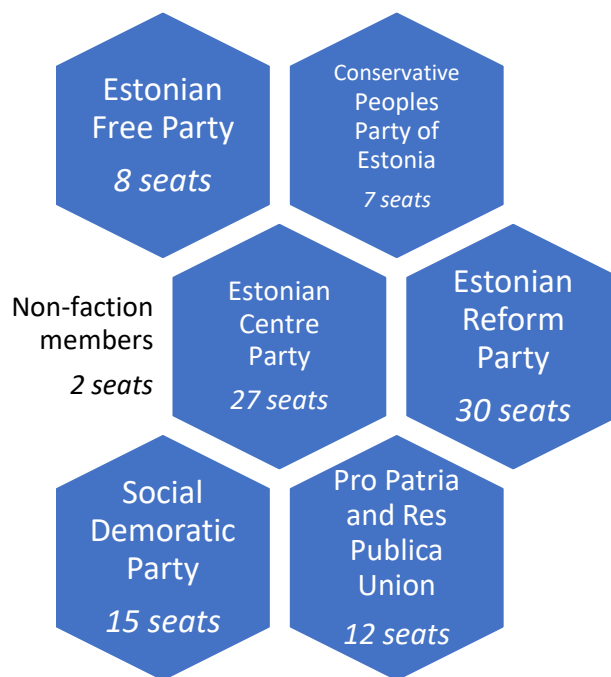 Estonian
Free Party
8 seats
Conservative
Peoples
Party of
Estonia
7 seats
Non-faction
members
2 seats
Estonian
Centre
Party
27 seats
Estonian
Reform
Party
30 seats
Social
Demoratic
Party
15 seats
Pro Patria
and Res
Publica
Union
12 seats